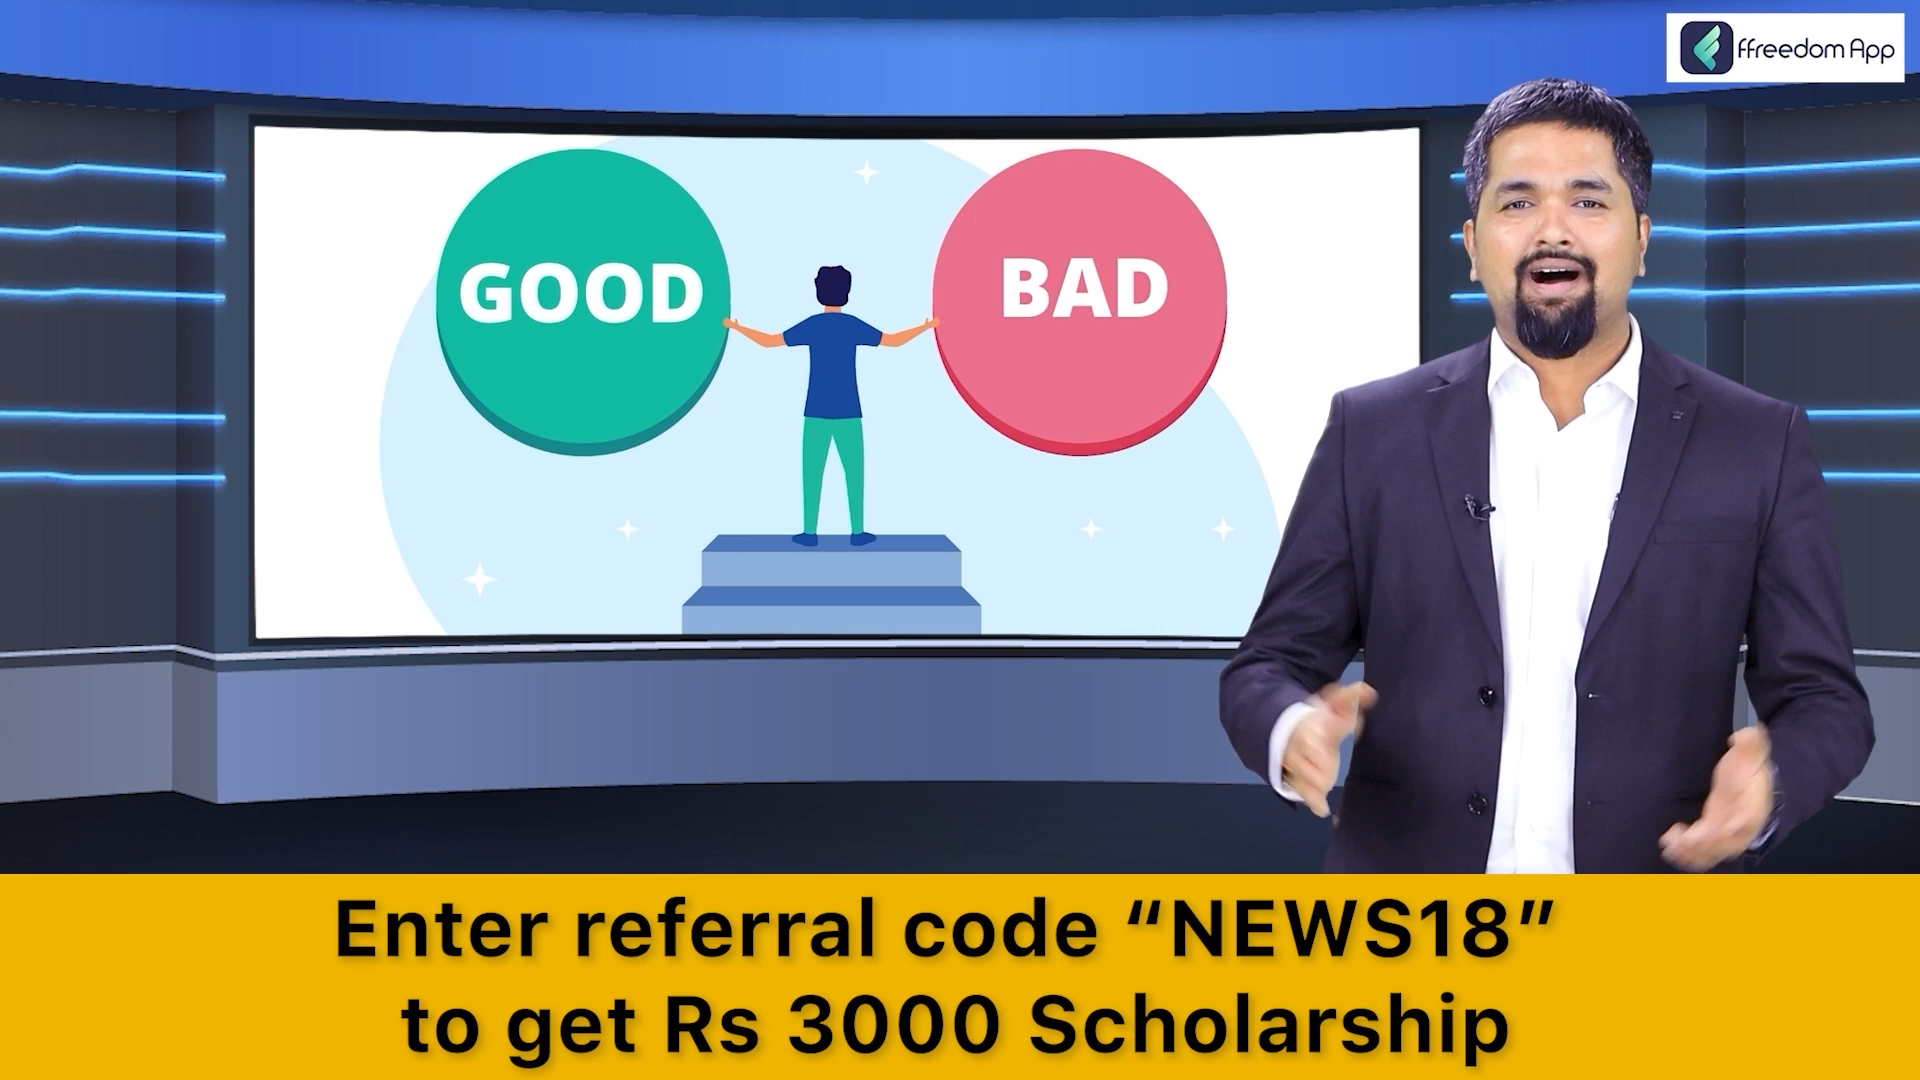 ffreedom App
GOOD
BAD
Enter referral code “NEWS18”
to get Rs 3000 Scholarship